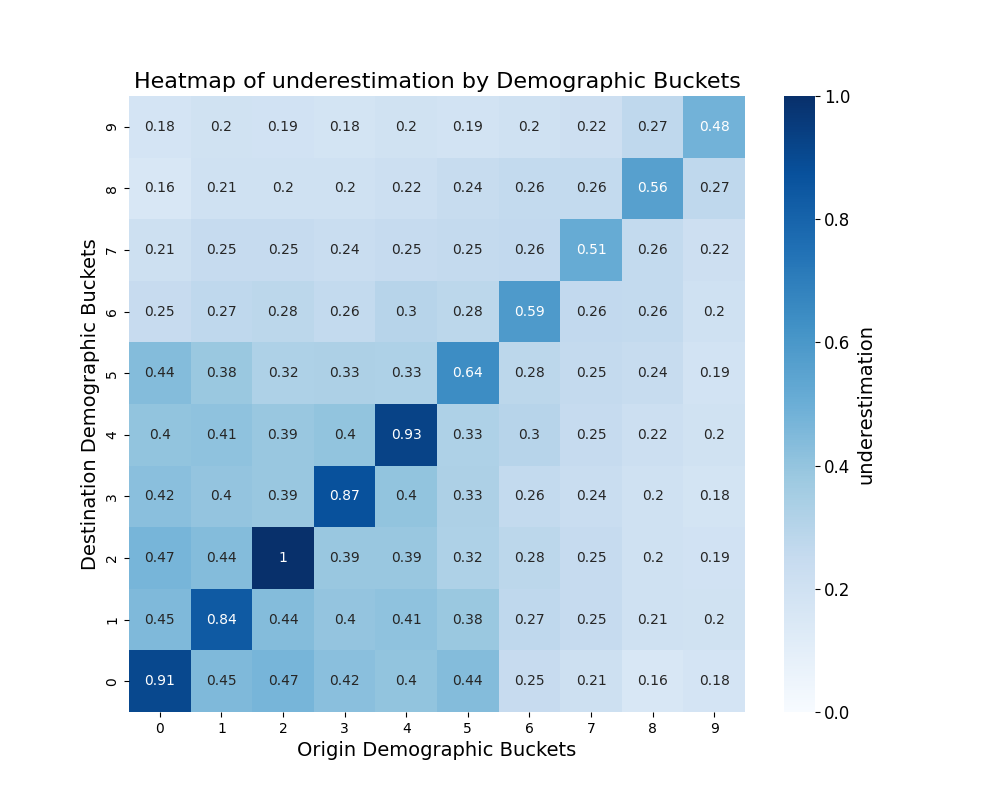 Heatmap of underestimation by Demographic Buckets
9 0.18 0.2 0.19 0.18 0.2 0.19 0.2 0.22 0.27 0.48
8 0.16 0.21 0.2 0.2 0.22 0.24 0.26 0.26 0.56 0.27
7 0.21 0.25 0.25 0.24 0.25 0.25 0.26 0.51 0.26 0.22
6 0.25 0.27 0.28 0.26 0.3 0.28 0.59 0.26 0.26 0.2
5 0.44 0.38 0.32 0.33 0.33 0.64 0.28 0.25 0.24 0.19
4 0.4 0.41 0.39 0.4 0.93 0.33 0.3 0.25 0.22 0.2
3 0.42 0.4 0.39 0.87 0.4 0.33 0.26 0.24 0.2 0.18
2 0.47 0.44 1 0.39 0.39 0.32 0.28 0.25 0.2 0.19
1 0.45 0.84 0.44 0.4 0.41 0.38 0.27 0.25 0.21 0.2
0 0.91 0.45 0.47 0.42 0.4 0.44 0.25 0.21 0.16 0.18
0 1 2 3 4 5 6 7 8 9
Origin Demographic Buckets
Destination Demographic Buckets
1.0
0.8
0.6
0.4
0.2
0.0
underestimation